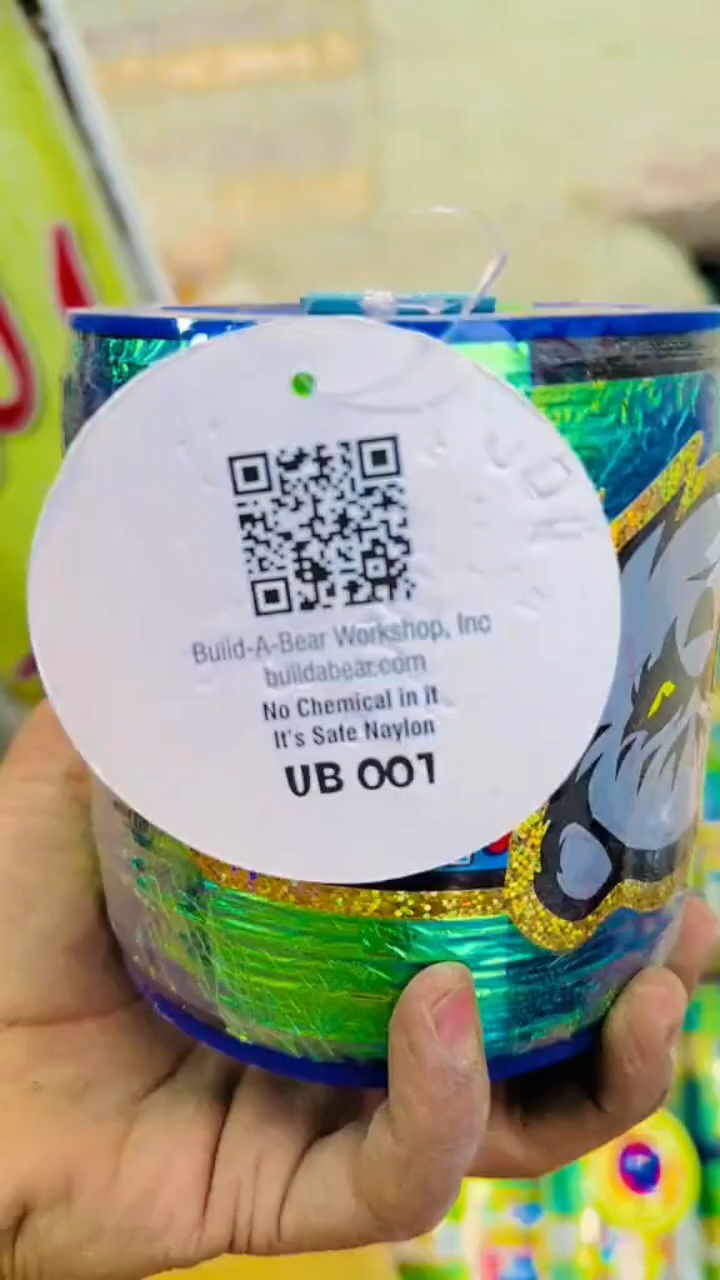 Build-A-Bear Workshop, Inc
buildabear.com
No Chemical in it
It's Safe Naylon
UB 001